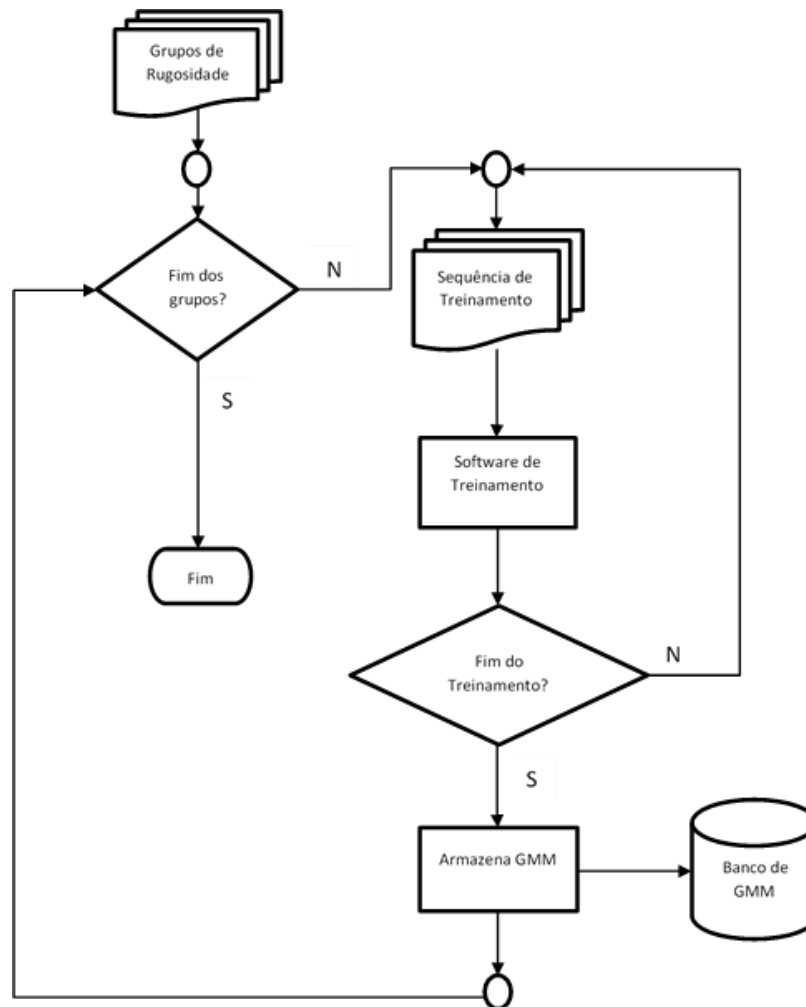 Grupos de
Rugosidade
Fim dos
grupos?
N
S
Fim
Sequência de
Treinamento
Software de
Treinamento
Fim do
Treinamento?
N
S
Armazena GMM
Banco de
GMM